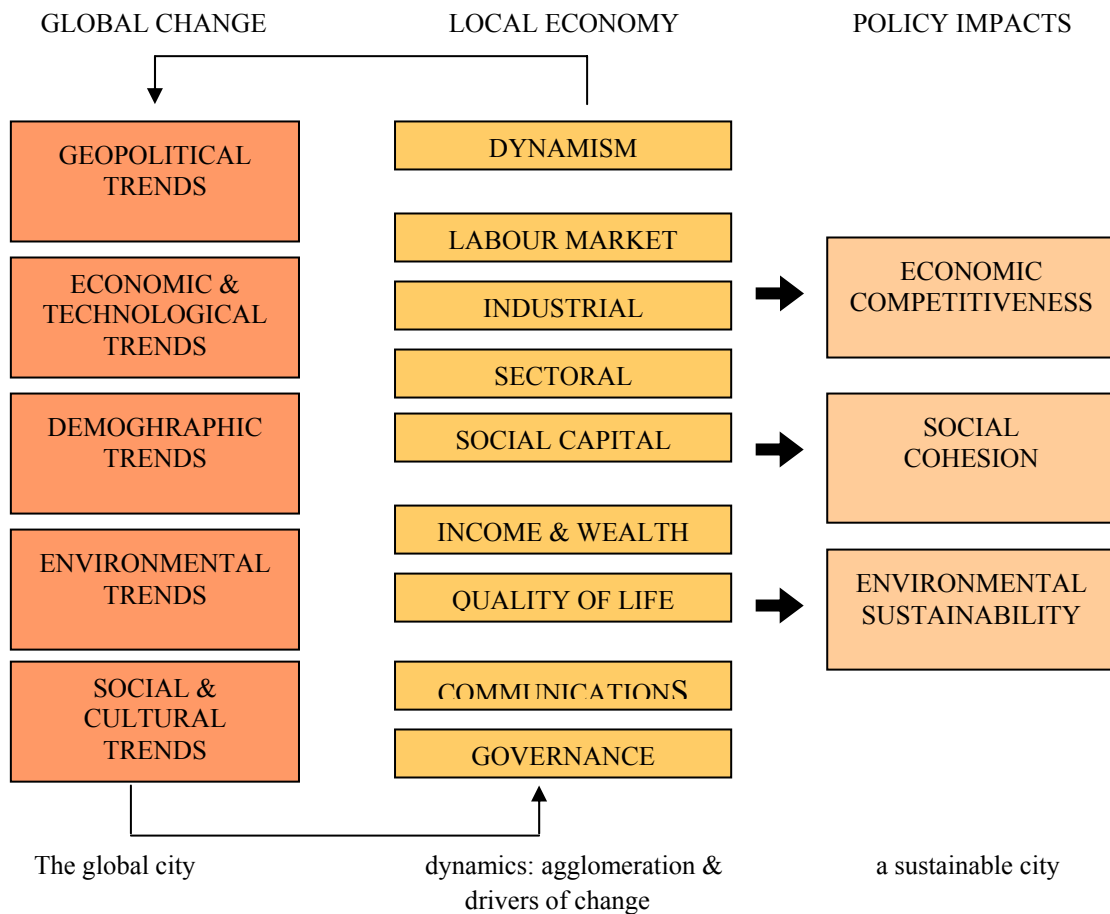 GLOBAL CHANGE
LOCAL ECONOMY
POLICY IMPACTS
GEOPOLITICAL
TRENDS
ECONOMIC &
TECHNOLOGICAL
TRENDS
DEMOGHRAPHIC
TRENDS
ENVIRONMENTAL
TRENDS
SOCIAL &
CULTURAL
TRENDS
DYNAMISM
LABOUR MARKET
INDUSTRIAL
SECTORAL
SOCIAL CAPITAL
INCOME & WEALTH
QUALITY OF LIFE
COMMUNICATIONS
GOVERNANCE
ECONOMIC
COMPETITIVENESS
SOCIAL
COHESION
ENVIRONMENTAL
SUSTAINABILITY
The global city
dynamics: agglomeration &
drivers of change
a sustainable city